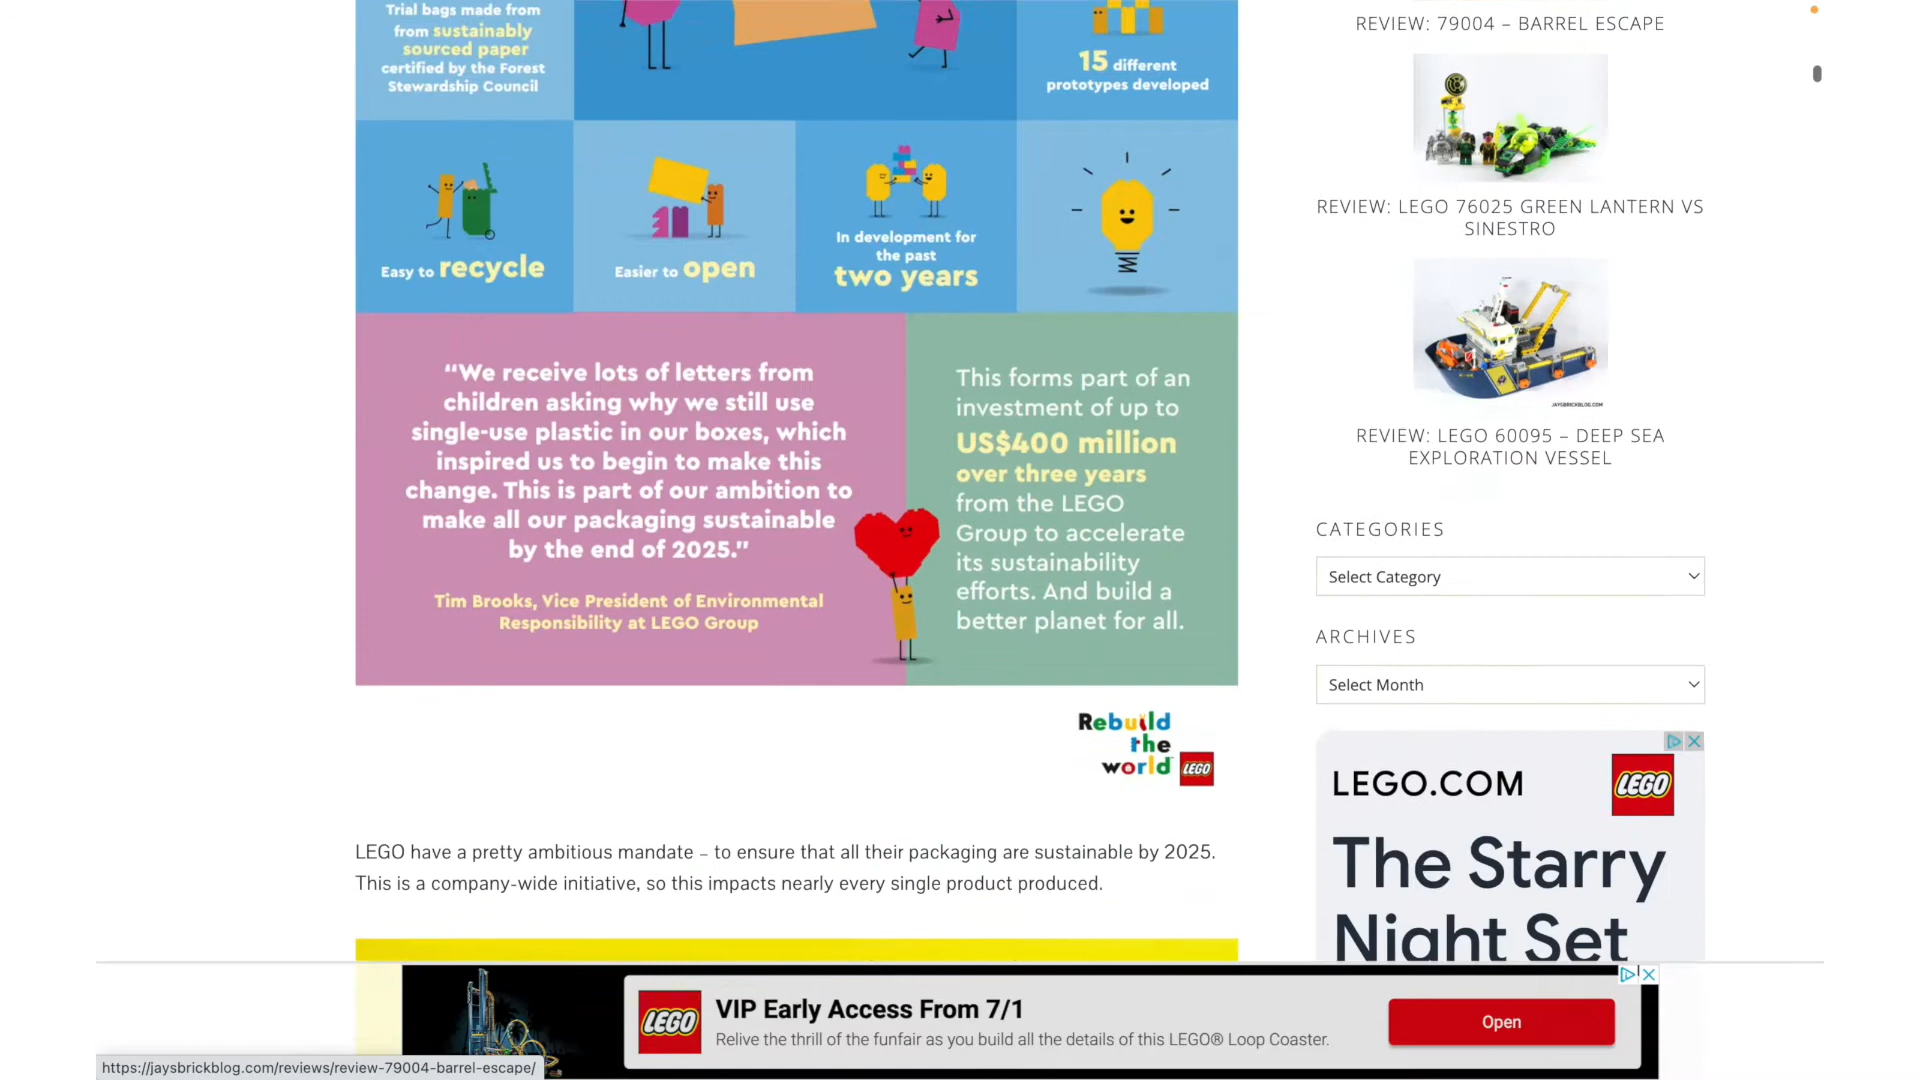 Trial bags made from
from sustainably
sourced paper
certified by the Forest
Stewardship Council
15 different
prototypes developed
Easy to recycle
Easier to open
In development for
the past
two years
“We receive lots of letters from
children asking why we still use
single-use plastic in our boxes, which
inspired us to begin to make this
change. This is part of our ambition to
make all our packaging sustainable
by the end of 2025.”
Tim Brooks, Vice President of Environmental
Responsibility at LEGO Group
This forms part of an
investment of up to
US$400 million
over three years
from the LEGO
Group to accelerate
its sustainability
efforts. And build a
better planet for all.
Rebuild
the
world
LEGO
LEGO have a pretty ambitious mandate – to ensure that all their packaging are sustainable by 2025.
This is a company-wide initiative, so this impacts nearly every single product produced.
REVIEW: 79004 – BARREL ESCAPE
REVIEW: LEGO 76025 GREEN LANTERN VS
SINESTRO
JAYSBRICKBLOG.COM
REVIEW: LEGO 60095 – DEEP SEA
EXPLORATION VESSEL
CATEGORIES
Select Category
ARCHIVES
Select Month
LEGO.COM
LEGO
The Starry
Night Set
LEGO
VIP Early Access From 7/1
Relive the thrill of the funfair as you build all the details of this LEGO® Loop Coaster.
Open
https://jaysbrickblog.com/reviews/review-79004-barrel-escape/